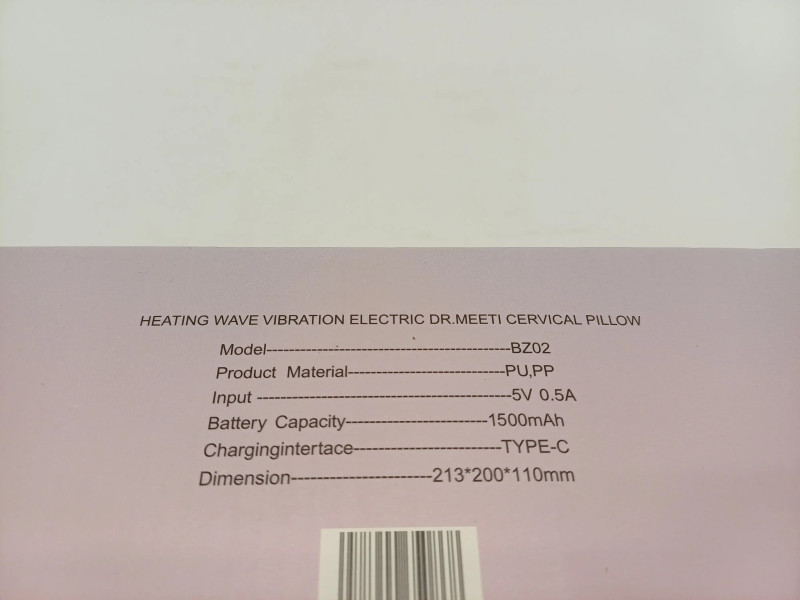 HEATING WAVE VIBRATION ELECTRIC DR.MEETI CERVICAL PILLOW
Model--------------------------------------------BZ02
Product Material----------------------------PU,PP
Input ----------------------------------------------5V 0.5A
Battery Capacity-------------------------1500mAh
Chargingintertace--------------------------TYPE-C
Dimension----------------------213*200*110mm